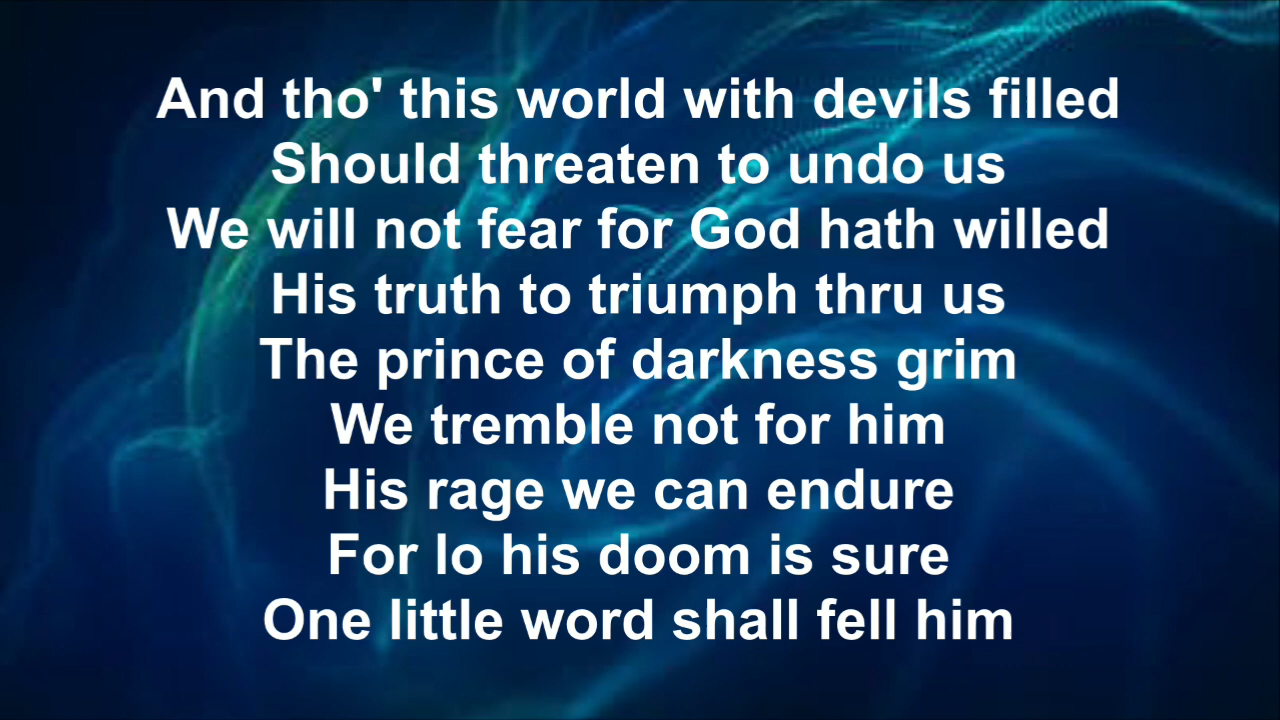 And tho' this world with devils filled
Should threaten to undo us
We will not fear for God hath willed
His truth to triumph thru us
The prince of darkness grim
We tremble not for him
His rage we can endure
For lo his doom is sure
One little word shall fell him